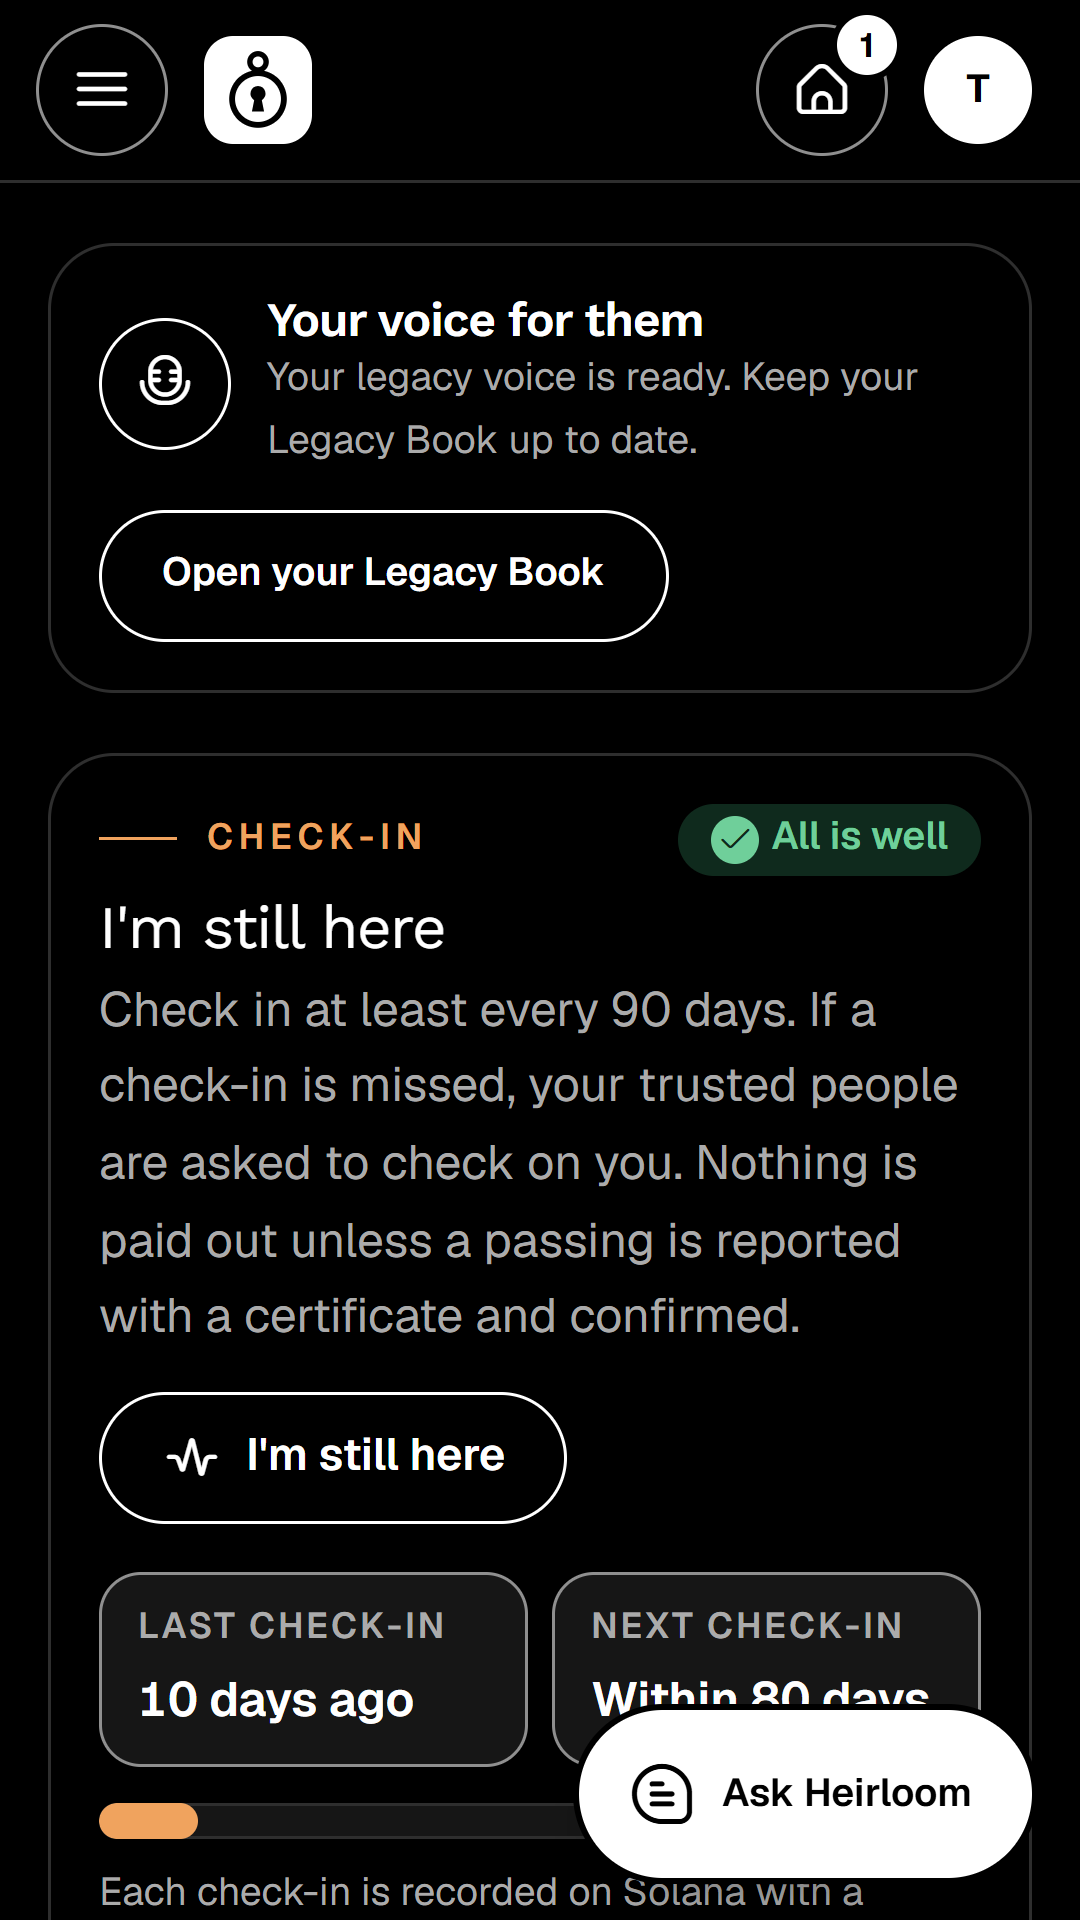 1
T
Your voice for them
Your legacy voice is ready. Keep your
Legacy Book up to date.
Open your Legacy Book
CHECK-IN
All is well
I'm still here
Check in at least every 90 days. If a
check-in is missed, your trusted people
are asked to check on you. Nothing is
paid out unless a passing is reported
with a certificate and confirmed.
I'm still here
LAST CHECK-IN
10 days ago
NEXT CHECK-IN
Within 80 days
Ask Heirloom
Each check-in is recorded on Solana with a